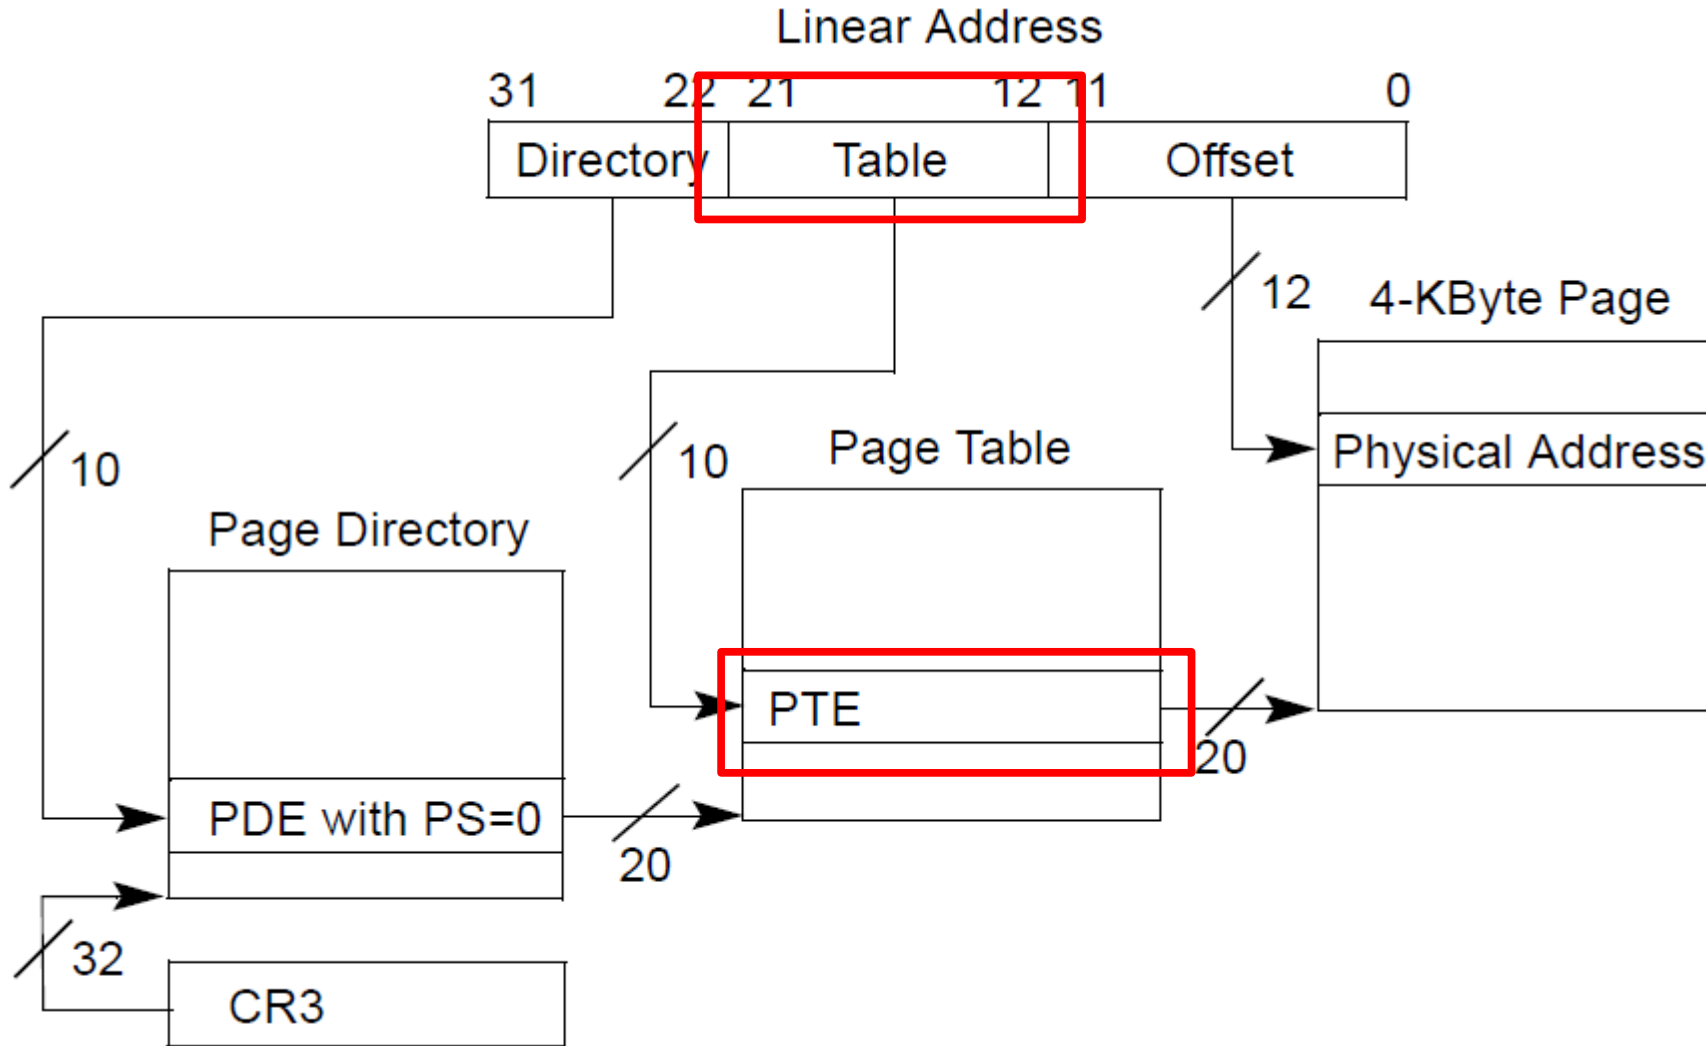 Linear Address
31 22 21 12 11 0
Directory Table Offset
12
4-KByte Page
10
10
Page Table
Physical Address
Page Directory
PTE
20
PDE with PS=0
20
32
CR3